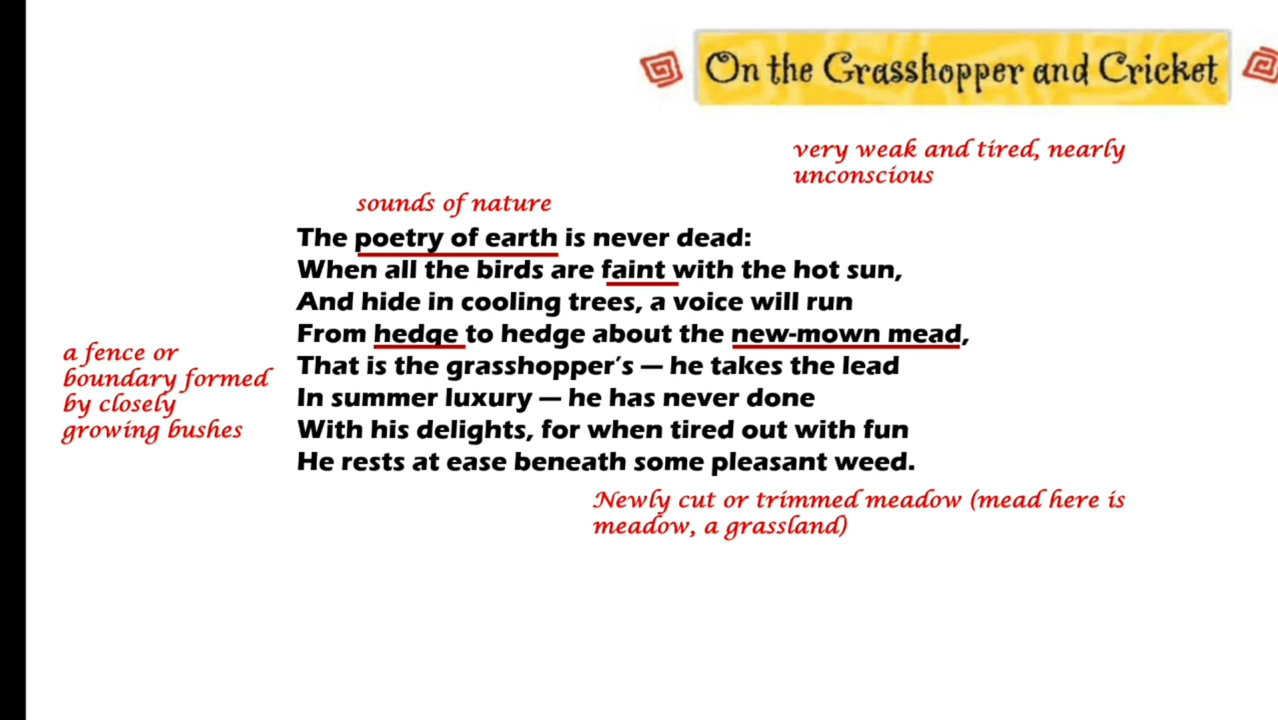 On the Grasshopper and Cricket
very weak and tired, nearly
unconscious
sounds of nature
The poetry of earth is never dead:
When all the birds are faint with the hot sun,
And hide in cooling trees, a voice will run
From hedge to hedge about the new-mown mead,
a fence or
boundary formed
by closely
growing bushes
That is the grasshopper’s — he takes the lead
In summer luxury — he has never done
With his delights, for when tired out with fun
He rests at ease beneath some pleasant weed.
Newly cut or trimmed meadow (mead here is
meadow, a grassland)